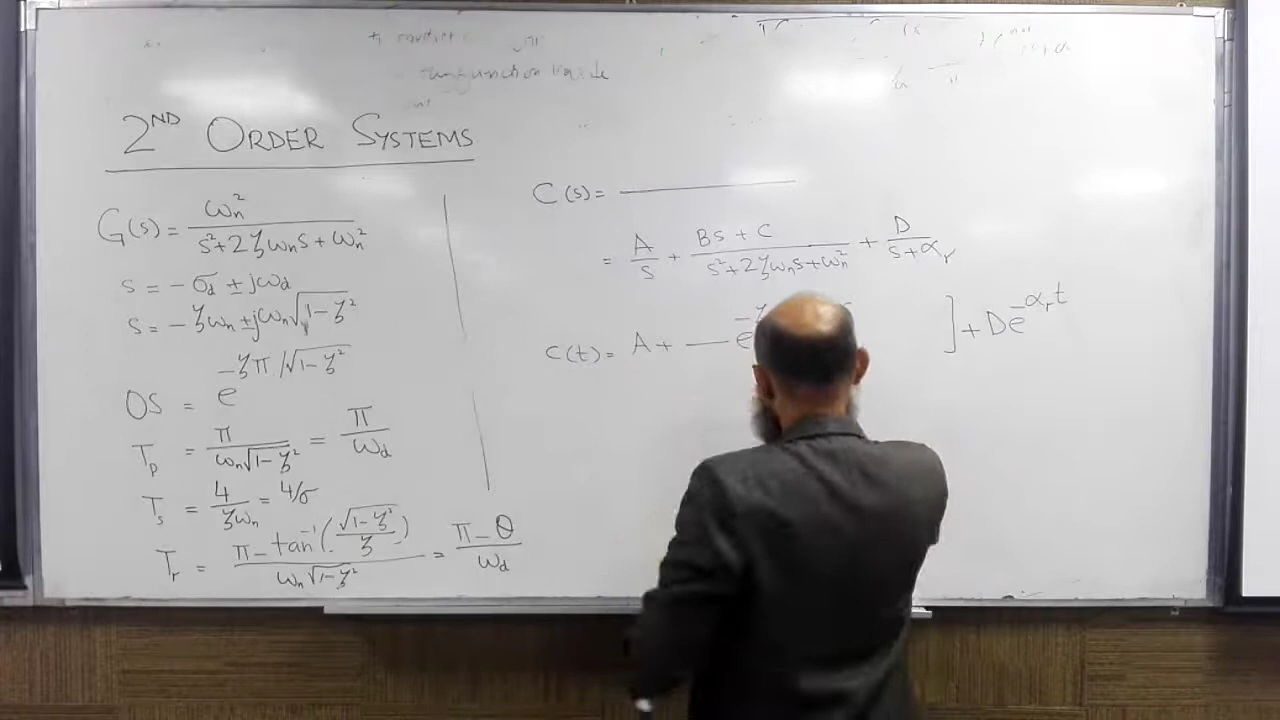 2ND ORDER SYSTEMS
G(s) = ωn² / (s² + 2ζωns + ωn²)
s = -σd ± jωd
s = -ζωn ± jωn√(1-ζ²)
OS = e^(-ζπ/√(1-ζ²))
Tp = π / (ωn√(1-ζ²)) = π/ωd
Ts = 4/(ζωn) = 4/σ
Tr = (π - tan⁻¹(√(1-ζ²)/ζ)) / (ωn√(1-ζ²)) = (π - θ)/ωd
C(s) = ———
= A/s + (Bs + C)/(s² + 2ζωns + ωn²) + D/(s + αr)
c(t) = A + — e ] + De^(-αrt)